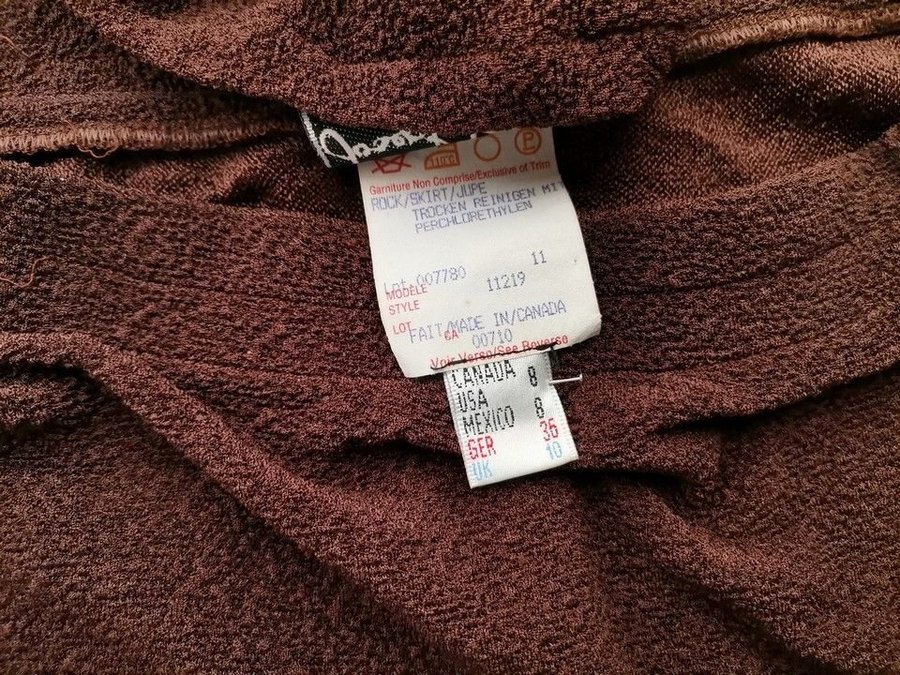 110°C P
Garniture Non Comprise/Exclusive of Trim
ROCK/SKIRT/JUPE
TROCKEN REINIGEN MIT
PERCHLORETHYLEN
11
Lot 007780
MODÈLE
STYLE 11219
LOT
FAIT/MADE IN/CANADA
CA 00710
Voir Verso/See Reverse
CANADA 8
USA
MEXICO 8
GER 36
UK 10